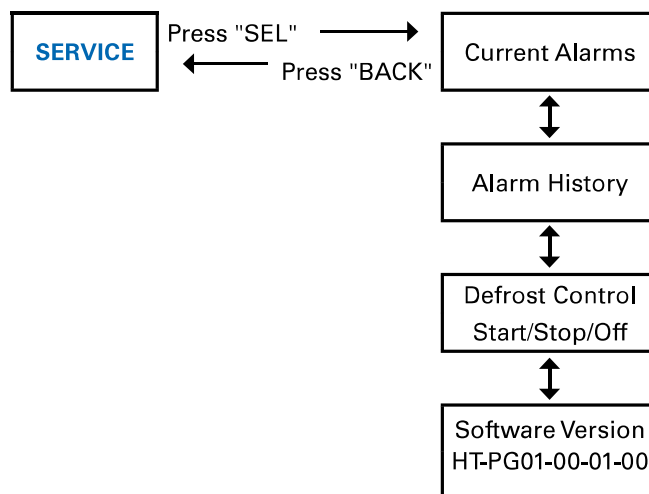 SERVICE
Press "SEL"
Press "BACK"
Current Alarms
Alarm History
Defrost Control
Start/Stop/Off
Software Version
HT-PG01-00-01-00